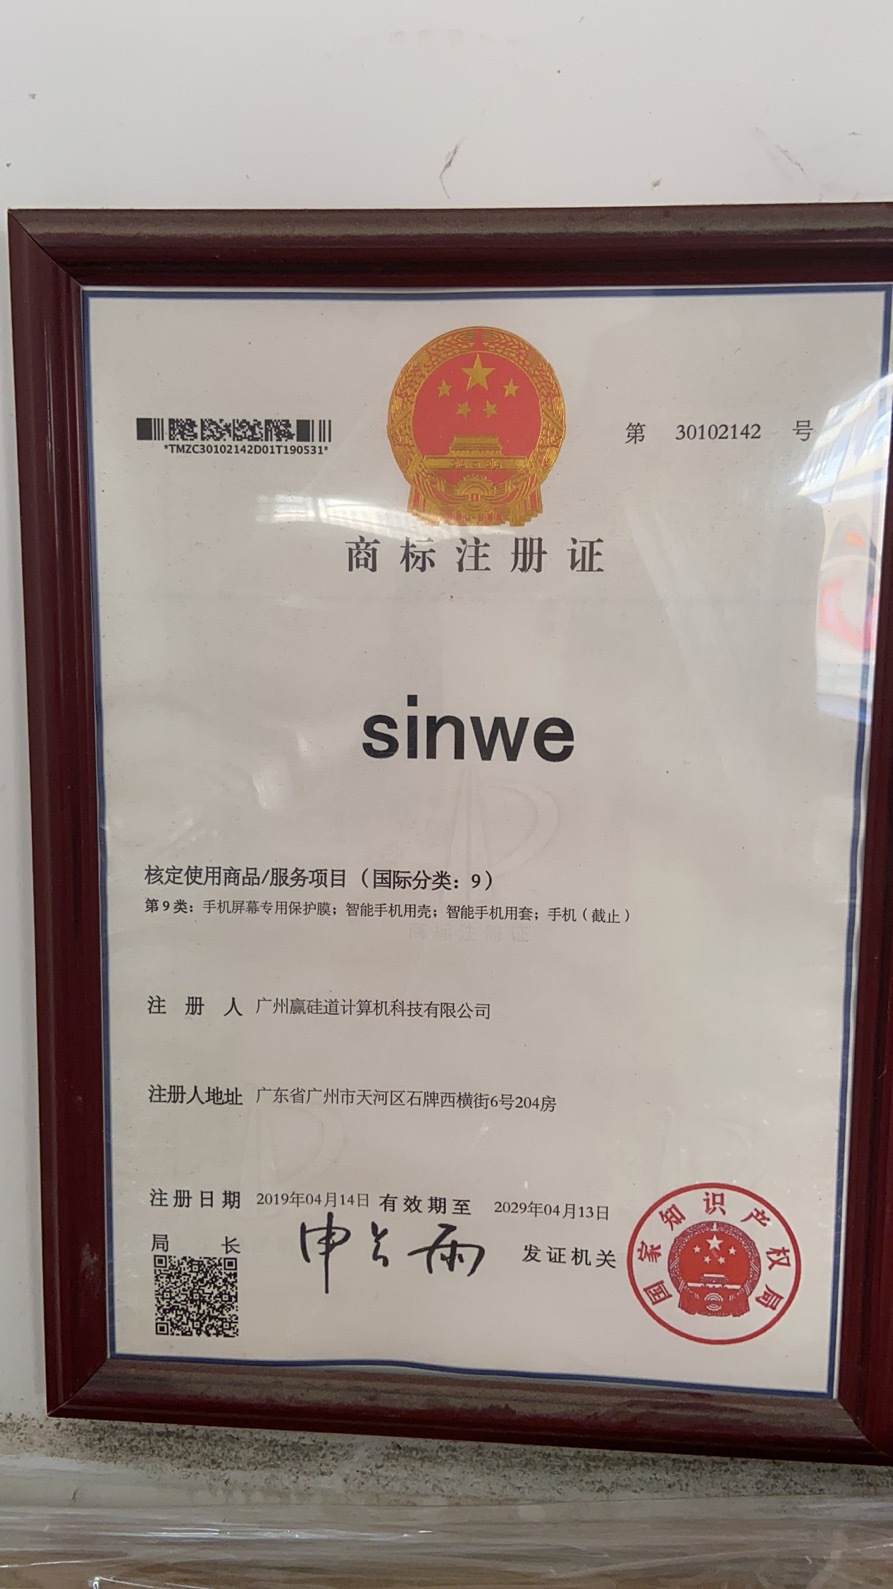 *TMZC30102142D01T190531*
第 30102142 号
商标注册证
sinwe
核定使用商品/服务项目（国际分类：9）
第9类：手机屏幕专用保护膜；智能手机用壳；智能手机用套；手机（截止）
注册人 广州赢硅道计算机科技有限公司
注册人地址 广东省广州市天河区石牌西横街6号204房
注册日期 2019年04月14日 有效期至 2029年04月13日
局长 申长雨 发证机关
国家知识产权局